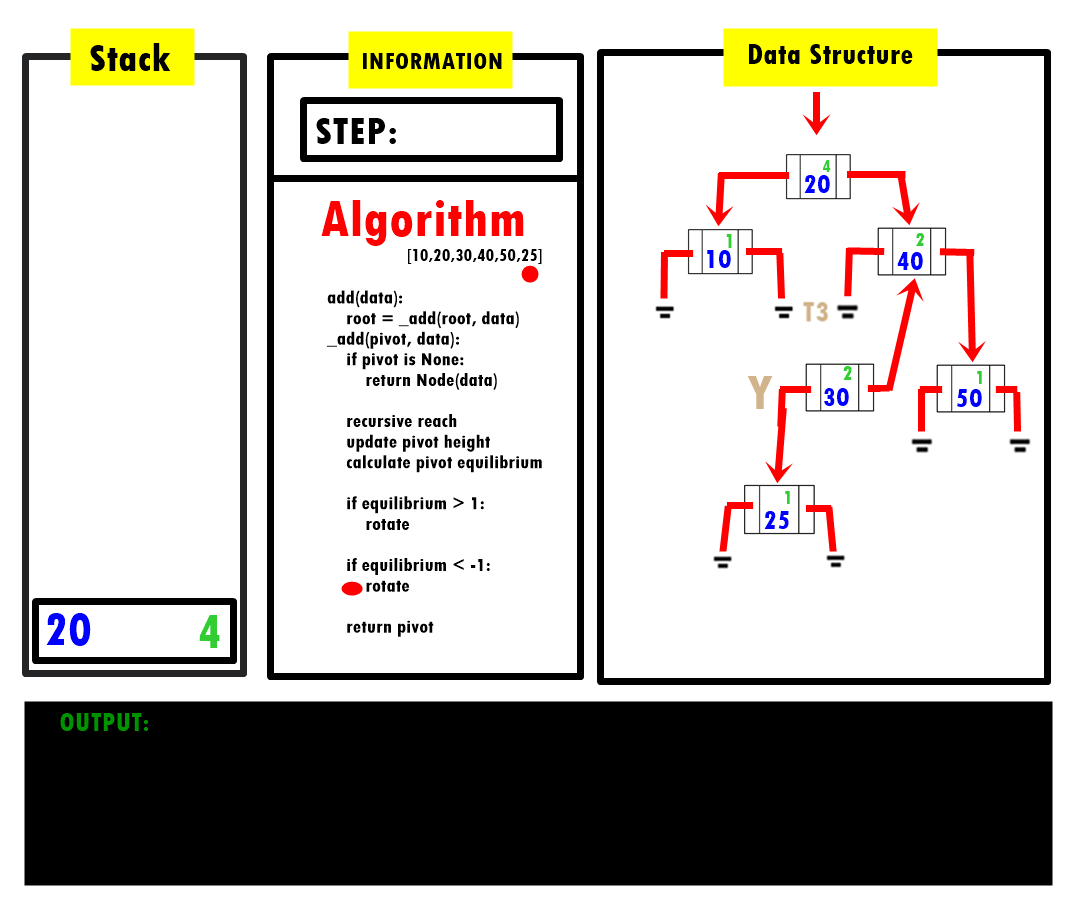 Stack
20 4
INFORMATION
STEP:
Algorithm
[10,20,30,40,50,25]
add(data):
root = _add(root, data)
_add(pivot, data):
if pivot is None:
return Node(data)
recursive reach
update pivot height
calculate pivot equilibrium
if equilibrium > 1:
rotate
if equilibrium < -1:
rotate
return pivot
Data Structure
4
20
1
10
2
40
T3
Y
2
30
1
50
1
25
OUTPUT: